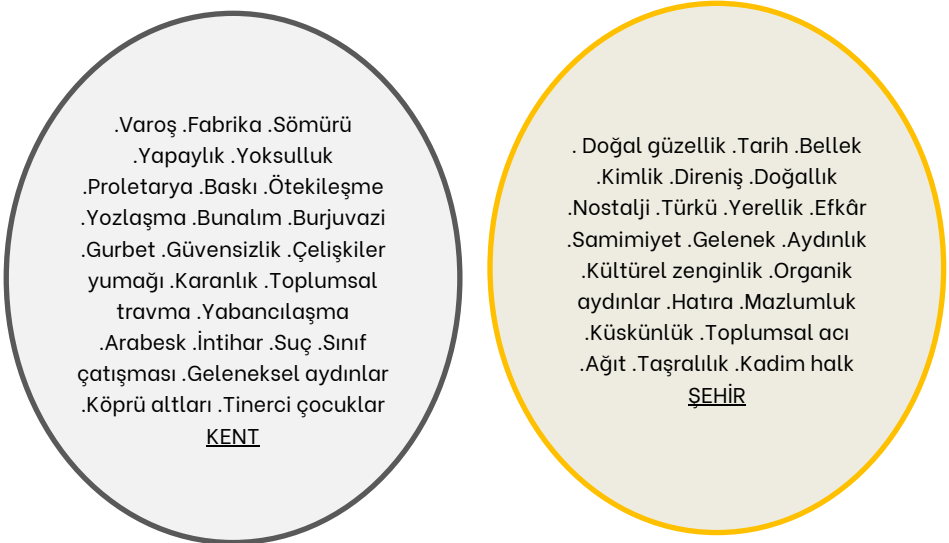 .Varoş .Fabrika .Sömürü
.Yapaylık .Yoksulluk
.Proletarya .Baskı .Ötekileşme
.Yozlaşma .Bunalım .Burjuvazi
.Gurbet .Güvensizlik .Çelişkiler
yumağı .Karanlık .Toplumsal
travma .Yabancılaşma
.Arabesk .İntihar .Suç .Sınıf
çatışması .Geleneksel aydınlar
.Köprü altları .Tinerci çocuklar
KENT
. Doğal güzellik .Tarih .Bellek
.Kimlik .Direniş .Doğallık
.Nostalji .Türkü .Yerellik .Efkâr
.Samimiyet .Gelenek .Aydınlık
.Kültürel zenginlik .Organik
aydınlar .Hatıra .Mazlumluk
.Küskünlük .Toplumsal acı
.Ağıt .Taşralılık .Kadim halk
ŞEHİR